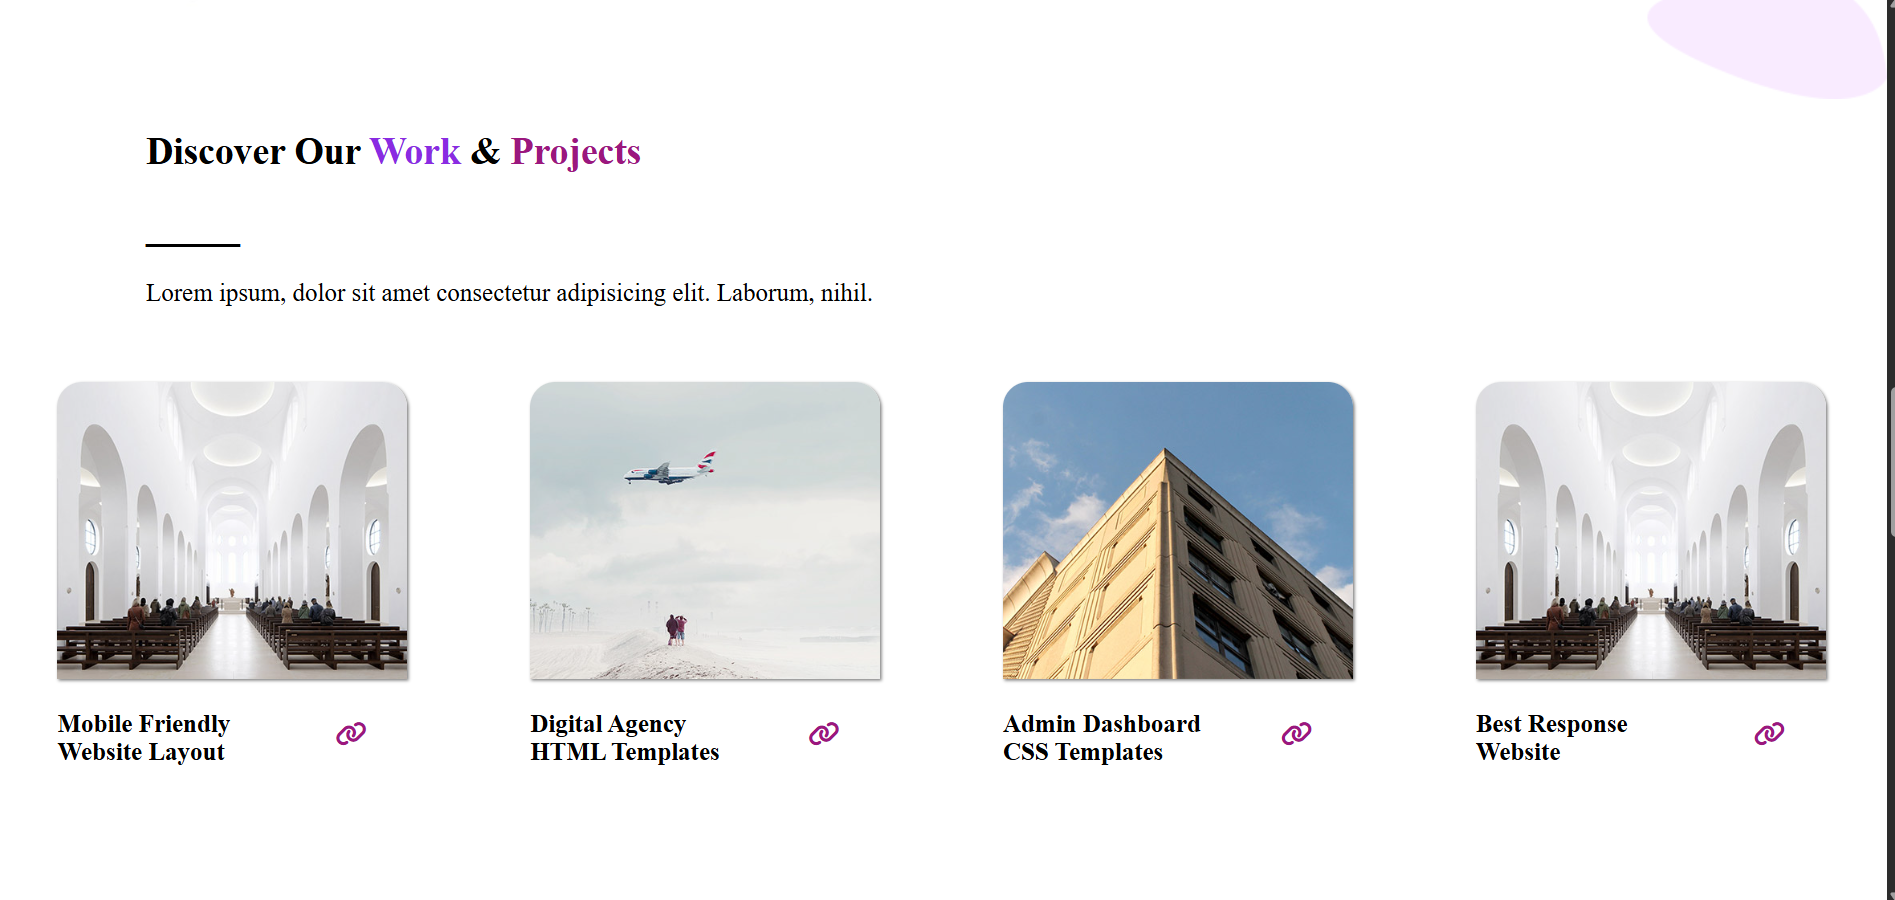 Discover Our Work & Projects
Lorem ipsum, dolor sit amet consectetur adipisicing elit. Laborum, nihil.
Mobile Friendly
Website Layout
Digital Agency
HTML Templates
Admin Dashboard
CSS Templates
Best Response
Website